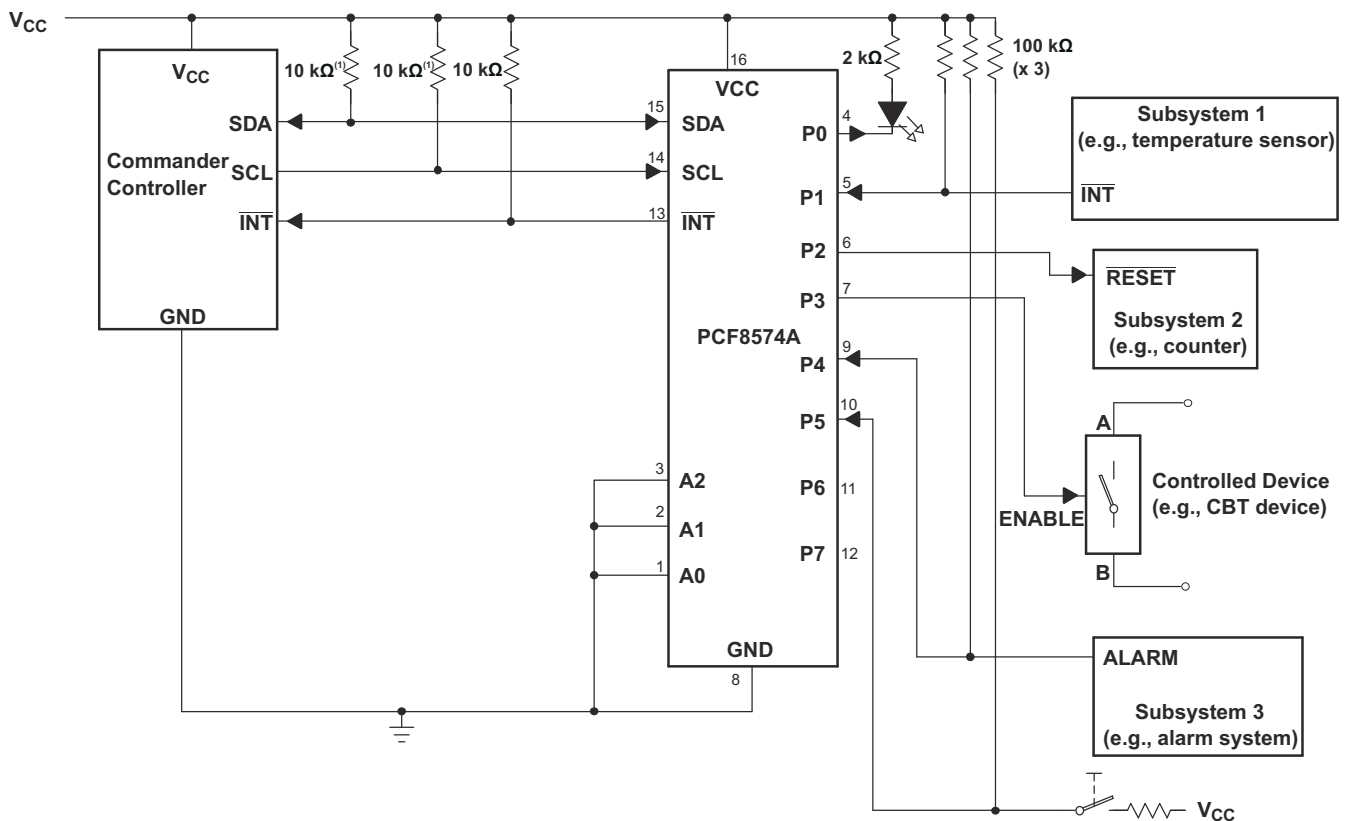 VCC
VCC
SDA
Commander
Controller
SCL
INT
GND
10 kΩ(1)
10 kΩ(1)
10 kΩ
16
VCC
15
SDA
14
SCL
13
INT
PCF8574A
3
A2
2
A1
1
A0
GND
8
P0
4
P1
5
P2
6
P3
7
P4
9
P5
10
P6
11
P7
12
2 kΩ
100 kΩ
(x 3)
Subsystem 1
(e.g., temperature sensor)
INT
RESET
Subsystem 2
(e.g., counter)
A
ENABLE
B
Controlled Device
(e.g., CBT device)
ALARM
Subsystem 3
(e.g., alarm system)
VCC